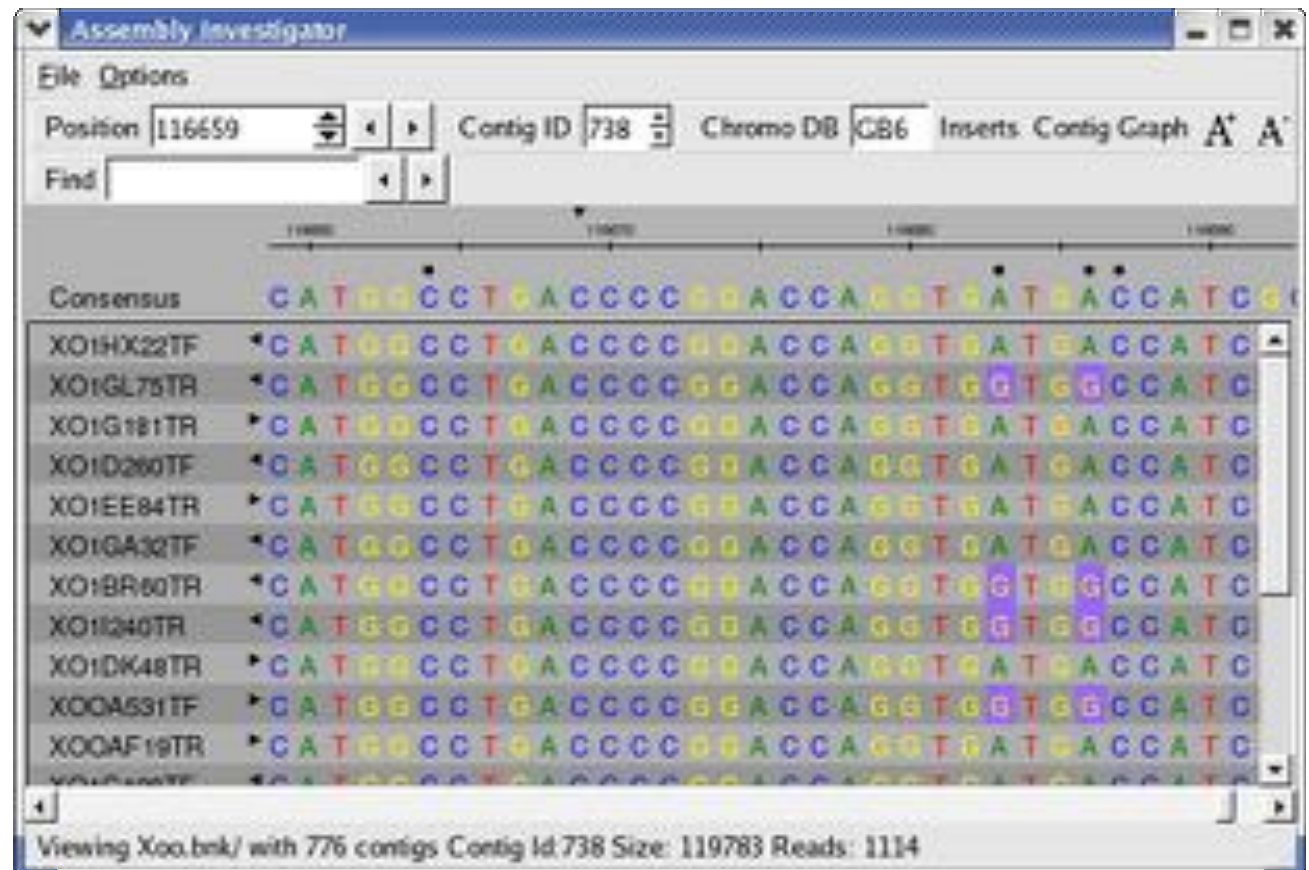 Assembly Investigator
File Options
Position 116659 Contig ID 738 Chromo DB GB6 Inserts Contig Graph A+ A-
Find
Consensus C A T G G C C T G A C C C C G G A C C A G G T G A T G A C C A T C G
XO1HX22TF C A T G G C C T G A C C C C G G A C C A G G T G A T G A C C A T C
XO1GL75TR C A T G G C C T G A C C C C G G A C C A G G T G G T G G C C A T C
XO1G181TR C A T G G C C T G A C C C C G G A C C A G G T G A T G A C C A T C
XO1D260TF C A T G G C C T G A C C C C G G A C C A G G T G A T G A C C A T C
XO1EE84TR C A T G G C C T G A C C C C G G A C C A G G T G A T G A C C A T C
XO1GA32TF C A T G G C C T G A C C C C G G A C C A G G T G A T G A C C A T C
XO1BR60TR C A T G G C C T G A C C C C G G A C C A G G T G G T G G C C A T C
XO1I240TR C A T G G C C T G A C C C C G G A C C A G G T G G T G G C C A T C
XO1DK48TR C A T G G C C T G A C C C C G G A C C A G G T G A T G A C C A T C
XOOA531TF C A T G G C C T G A C C C C G G A C C A G G T G G T G G C C A T C
XOOAF19TR C A T G G C C T G A C C C C G G A C C A G G T G A T G A C C A T C
Viewing Xoo.bnk/ with 776 contigs Contig Id:738 Size: 119783 Reads: 1114